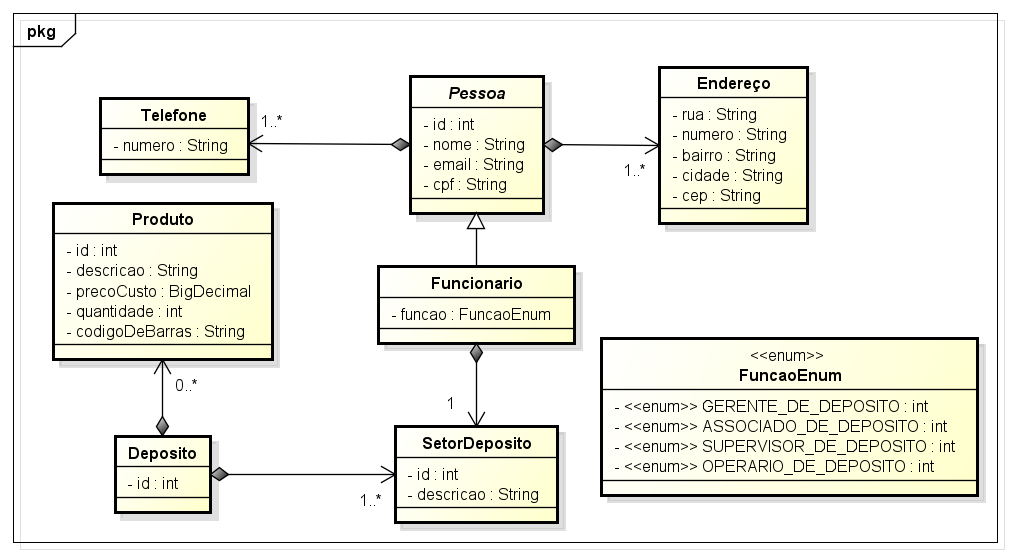 pkg
Telefone
- numero : String
1..*
Pessoa
- id : int
- nome : String
- email : String
- cpf : String
1..*
Endereço
- rua : String
- numero : String
- bairro : String
- cidade : String
- cep : String
Produto
- id : int
- descricao : String
- precoCusto : BigDecimal
- quantidade : int
- codigoDeBarras : String
0..*
Funcionario
- funcao : FuncaoEnum
1
<<enum>>
FuncaoEnum
- <<enum>> GERENTE_DE_DEPOSITO : int
- <<enum>> ASSOCIADO_DE_DEPOSITO : int
- <<enum>> SUPERVISOR_DE_DEPOSITO : int
- <<enum>> OPERARIO_DE_DEPOSITO : int
Deposito
- id : int
1..*
SetorDeposito
- id : int
- descricao : String